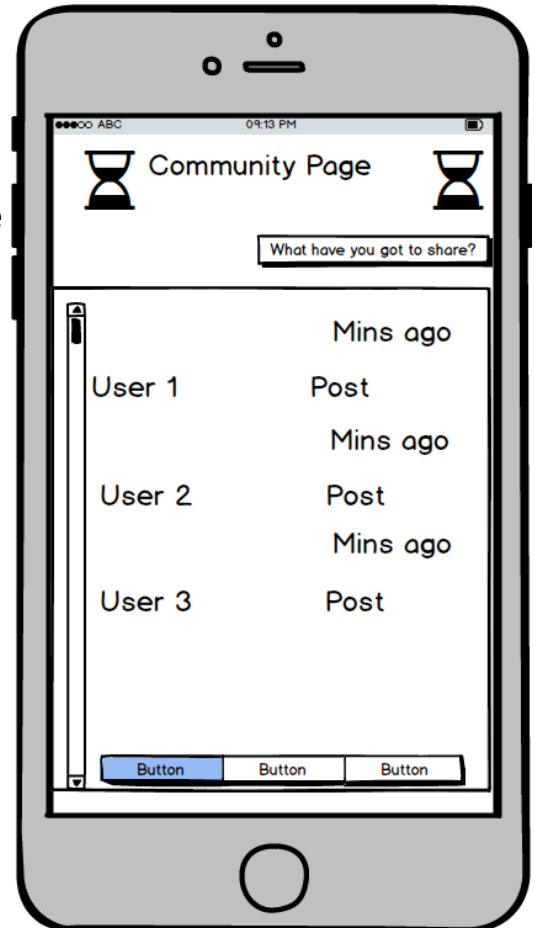 ABC 09:13 PM
Community Page
What have you got to share?
Mins ago
User 1 Post
Mins ago
User 2 Post
Mins ago
User 3 Post
Button Button Button